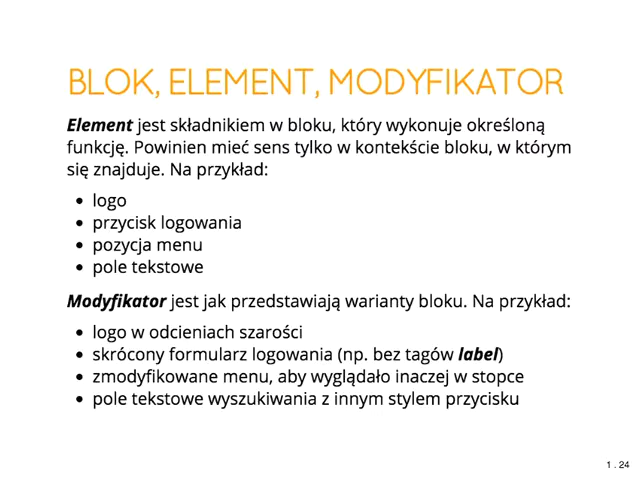 BLOK, ELEMENT, MODYFIKATOR
Element jest składnikiem w bloku, który wykonuje określoną
funkcję. Powinien mieć sens tylko w kontekście bloku, w którym
się znajduje. Na przykład:
• logo
• przycisk logowania
• pozycja menu
• pole tekstowe
Modyfikator jest jak przedstawiają warianty bloku. Na przykład:
• logo w odcieniach szarości
• skrócony formularz logowania (np. bez tagów label)
• zmodyfikowane menu, aby wyglądało inaczej w stopce
• pole tekstowe wyszukiwania z innym stylem przycisku
1 . 24